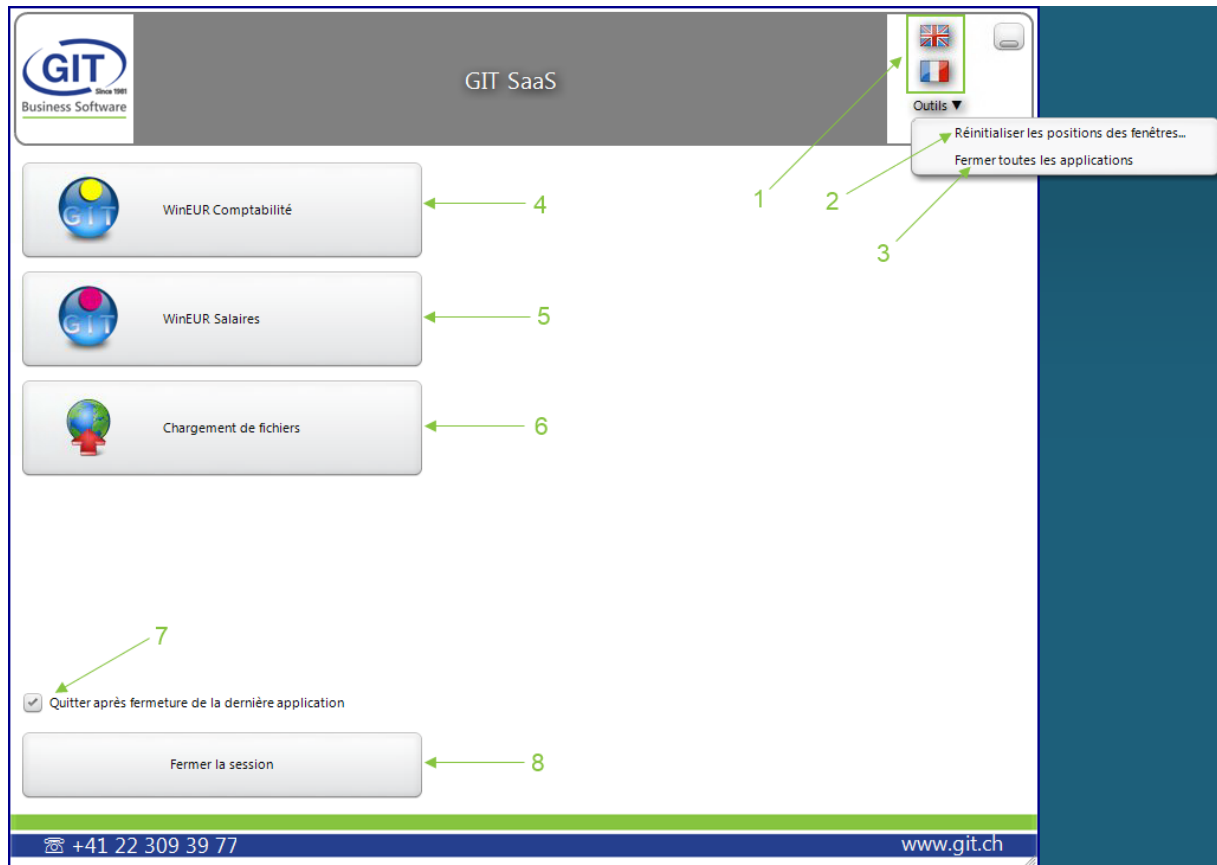 GIT
Since 1981
Business Software
GIT SaaS
Outils ▼
Réinitialiser les positions des fenêtres...
Fermer toutes les applications
1
2
3
GIT
WinEUR Comptabilité
4
GIT
WinEUR Salaires
5
Chargement de fichiers
6
7
Quitter après fermeture de la dernière application
Fermer la session
8
☏ +41 22 309 39 77
www.git.ch